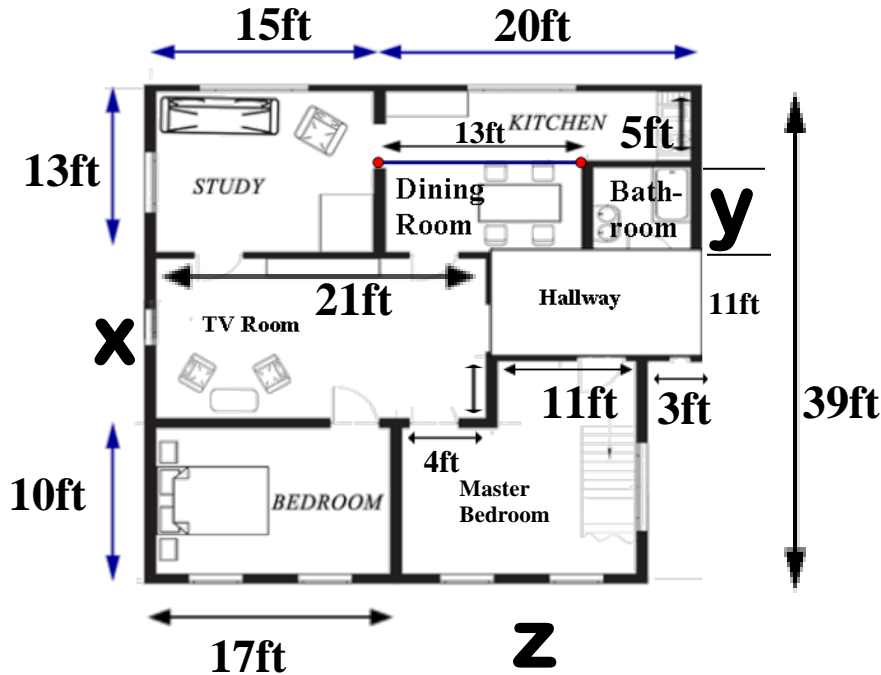 15ft
20ft
13ft
KITCHEN
5ft
13ft
STUDY
Dining
Room
Bath-
room
y
21ft
Hallway
11ft
TV Room
x
11ft
3ft
39ft
4ft
10ft
BEDROOM
Master
Bedroom
17ft
z